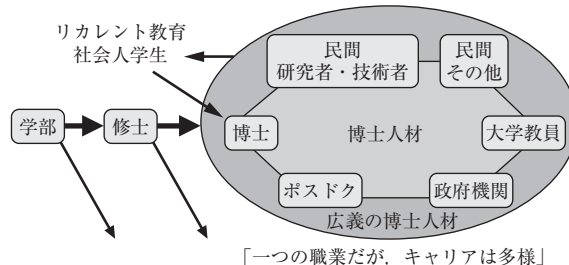 リカレント教育
社会人学生
民間
研究者・技術者
民間
その他
学部
修士
博士
博士人材
大学教員
ポスドク
政府機関
広義の博士人材
「一つの職業だが，キャリアは多様」